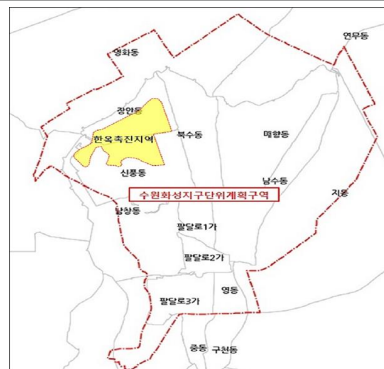 연무동
영화동
장안동
한옥촉진지역
북수동
매향동
신풍동
남수동
지동
수원화성지구단위계획구역
남창동
팔달로1가
팔달로2가
영동
팔달로3가
중동
구천동